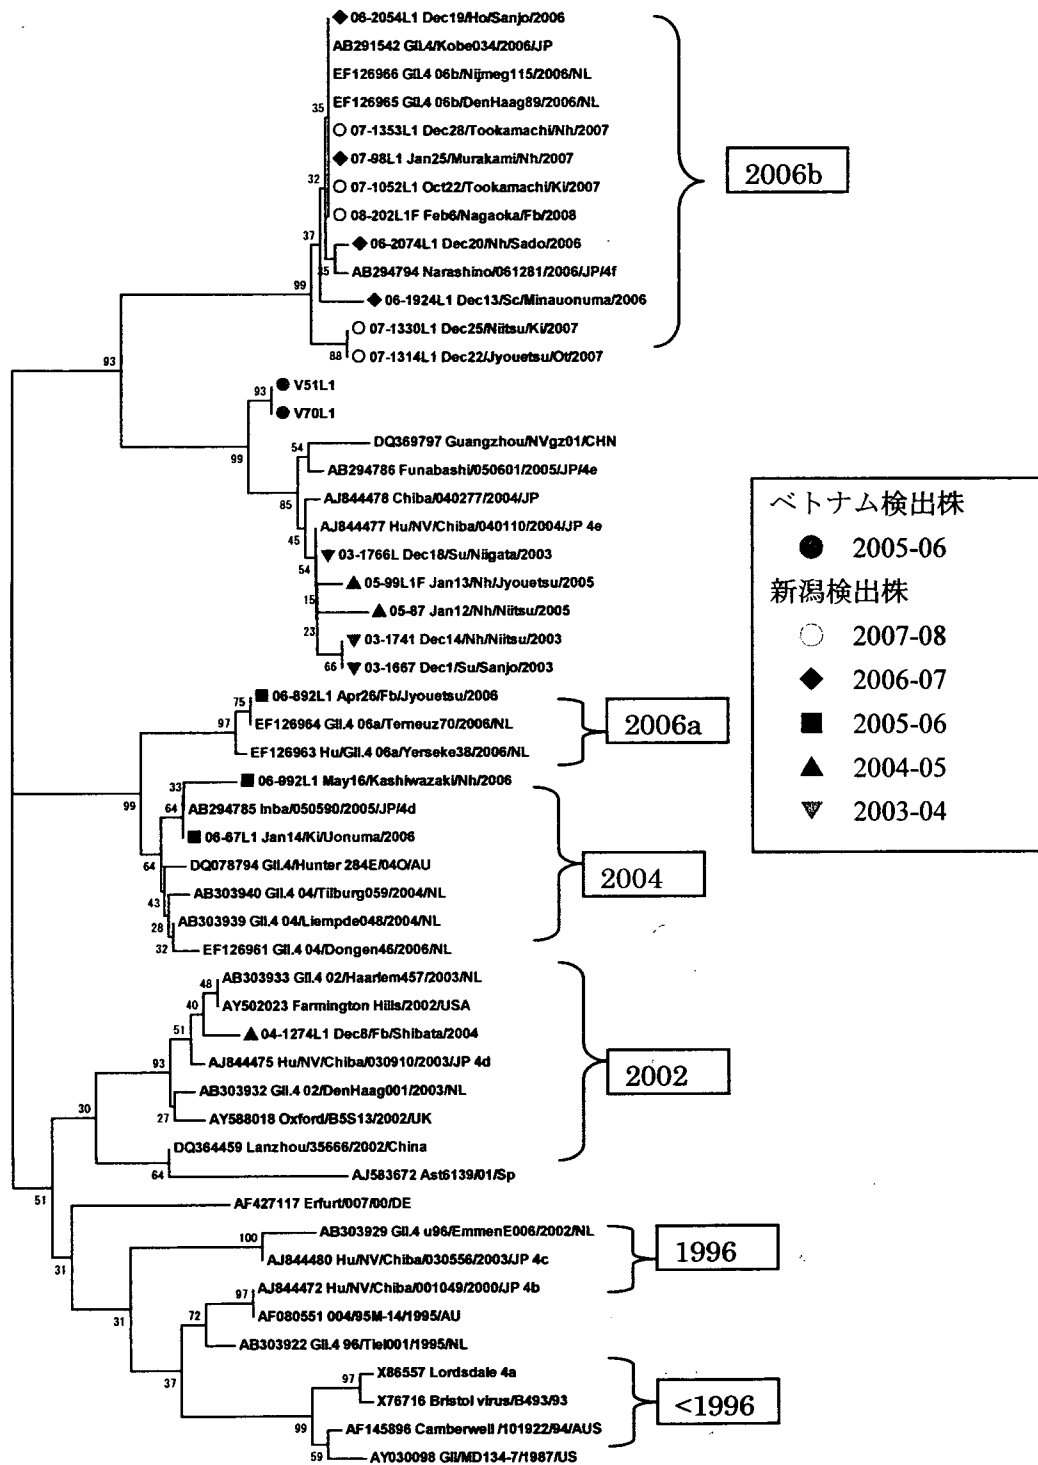 06-2054L1 Dec19/Ho/Sanjo/2006
AB291542 GII.4/Kobe034/2006/JP
EF126966 GII.4 06b/Nijmeg115/2006/NL
EF126965 GII.4 06b/DenHaag89/2006/NL
35
07-1353L1 Dec28/Tookamachi/Nh/2007
07-98L1 Jan25/Murakami/Nh/2007
2006b
32
07-1052L1 Oct22/Tookamachi/Ki/2007
08-202L1F Feb6/Nagaoka/Fb/2008
37
06-2074L1 Dec20/Nh/Sado/2006
35
AB294794 Narashino/061281/2006/JP/4f
99
06-1924L1 Dec13/Sc/Minauonuma/2006
07-1330L1 Dec25/Niitsu/Ki/2007
88
07-1314L1 Dec22/Jyouetsu/Ot/2007
93
93
V51L1
V70L1
99
54
DQ369797 Guangzhou/NVgz01/CHN
AB294786 Funabashi/050601/2005/JP/4e
85
AJ844478 Chiba/040277/2004/JP
AJ844477 Hu/NV/Chiba/040110/2004/JP 4e
45
03-1766L Dec18/Su/Niigata/2003
54
05-99L1F Jan13/Nh/Jyouetsu/2005
15
05-87 Jan12/Nh/Niitsu/2005
23
03-1741 Dec14/Nh/Niitsu/2003
66
03-1667 Dec1/Su/Sanjo/2003
ベトナム検出株
2005-06
新潟検出株
2007-08
2006-07
2005-06
2004-05
2003-04
75
06-892L1 Apr26/Fb/Jyouetsu/2006
97
EF126964 GII.4 06a/Terneuz70/2006/NL
2006a
EF126963 Hu/GII.4 06a/Yerseke38/2006/NL
33
06-992L1 May16/Kashiwazaki/Nh/2006
99
64
AB294785 Inba/050590/2005/JP/4d
06-67L1 Jan14/Ki/Uonuma/2006
64
DQ078794 GII.4/Hunter 284E/04O/AU
2004
43
AB303940 GII.4 04/Tilburg059/2004/NL
28
AB303939 GII.4 04/Liempde048/2004/NL
32
EF126961 GII.4 04/Dongen46/2006/NL
48
AB303933 GII.4 02/Haarlem457/2003/NL
40
AY502023 Farmington Hills/2002/USA
51
04-1274L1 Dec8/Fb/Shibata/2004
93
AJ844475 Hu/NV/Chiba/030910/2003/JP 4d
2002
AB303932 GII.4 02/DenHaag001/2003/NL
30
27
AY588018 Oxford/B5S13/2002/UK
DQ364459 Lanzhou/35666/2002/China
64
AJ583672 Ast6139/01/Sp
51
AF427117 Erfurt/007/00/DE
AB303929 GII.4 u96/EmmenE006/2002/NL
100
1996
AJ844480 Hu/NV/Chiba/030556/2003/JP 4c
31
AJ844472 Hu/NV/Chiba/001049/2000/JP 4b
97
AF080551 004/95M-14/1995/AU
31
72
AB303922 GII.4 96/Tiel001/1995/NL
X86557 Lordsdale 4a
37
97
X76716 Bristol virus/B493/93
<1996
99
AF145896 Camberwell /101922/94/AUS
59
AY030098 GII/MD134-7/1987/US